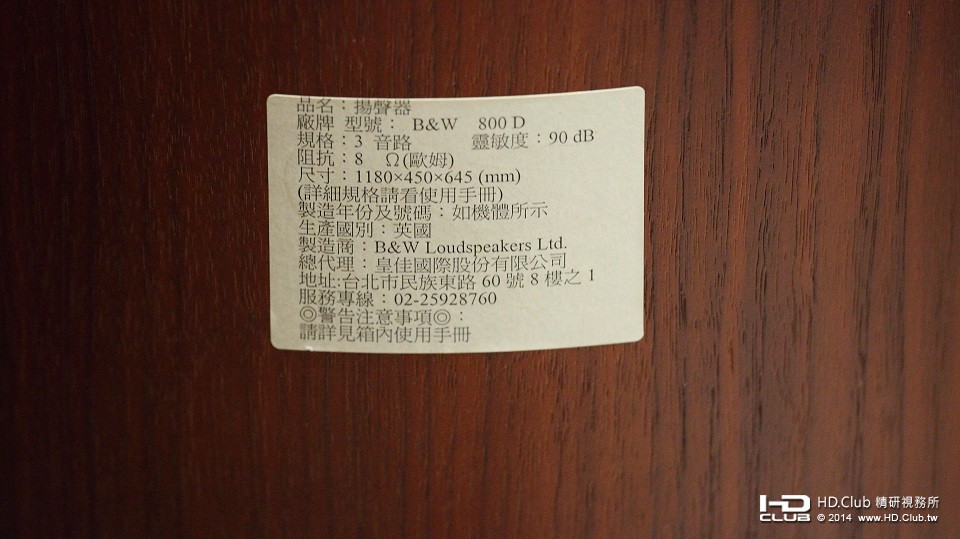 品名：揚聲器
廠牌 型號： B&W 800 D
規格：3 音路 靈敏度：90 dB
阻抗：8 Ω(歐姆)
尺寸：1180×450×645 (mm)
(詳細規格請看使用手冊)
製造年份及號碼：如機體所示
生產國別：英國
製造商：B&W Loudspeakers Ltd.
總代理：皇佳國際股份有限公司
地址:台北市民族東路 60 號 8 樓之 1
服務專線：02-25928760
◎警告注意事項◎：
請詳見箱內使用手冊
HD CLUB HD.Club 精研視務所
© 2014 www.HD.Club.tw